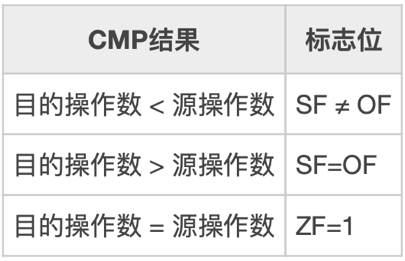 CMP结果 标志位
目的操作数 < 源操作数 SF ≠ OF
目的操作数 > 源操作数 SF=OF
目的操作数 = 源操作数 ZF=1